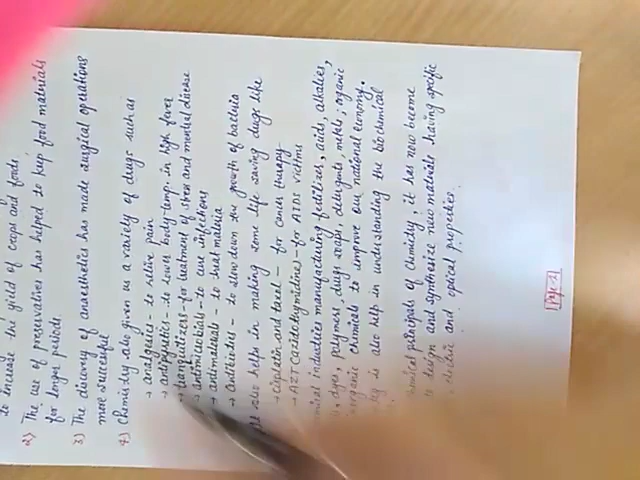 to increase the yield of crops and foods
2) The use of preservatives has helped to keep food materials
for longer periods.
3) The discovery of anaesthetics has made surgical operations
more successful
4) Chemistry also given us a variety of drugs such as
→ analgesics - to relive pain
→ antipyretics - to lower body-temp. in high fever
→ tranquilizers - for treatment of stress and mental disease
→ antimicrobials - to cure infections
→ antimalarials - to treat malaria
→ antiseptics - to slow down the growth of bacteria
also helps in making some life saving drugs like
→ cisplatin and taxol - for cancer therapy
→ AZT (azidothymidine) - for AIDS victims
chemical industries manufacturing fertilizers, acids, alkalies,
dyes, polymers, drugs, soaps, detergents, metals; organic
inorganic chemicals to improve our national economy.
is also help in understanding the bio chemical
chemical principals of chemistry, it has now become
to design and synthesize new materials having specific
electric and optical properties
Page-2